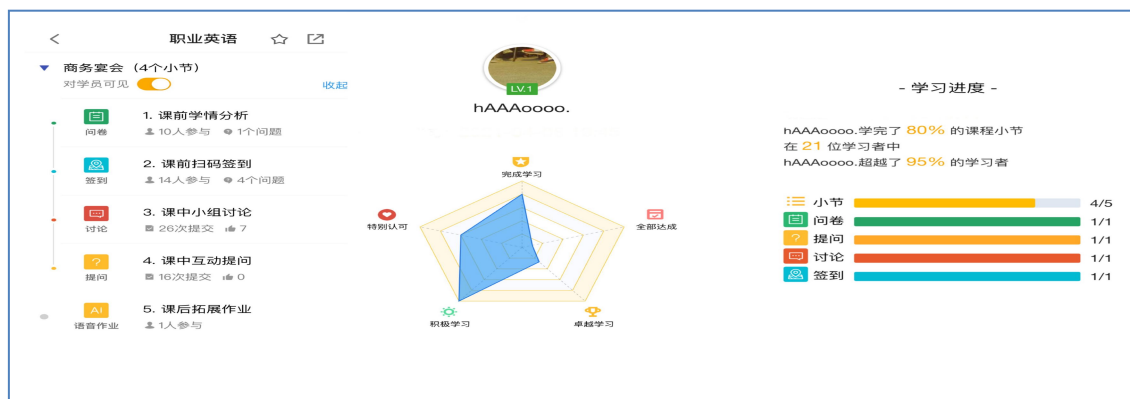 职业英语
商务宴会（4个小节）
对学员可见
收起
问卷
1. 课前学情分析
10人参与 1个问题
签到
2. 课前扫码签到
14人参与 4个问题
讨论
3. 课中小组讨论
26次提交 7
提问
4. 课中互动提问
16次提交 0
AI
语音作业
5. 课后拓展作业
1人参与
LV.1
hAAAoooo.
完成学习
特别认可
全部达成
积极学习
卓越学习
- 学习进度 -
hAAAoooo.学完了 80% 的课程小节
在 21 位学习者中
hAAAoooo.超越了 95% 的学习者
小节 4/5
问卷 1/1
提问 1/1
讨论 1/1
签到 1/1